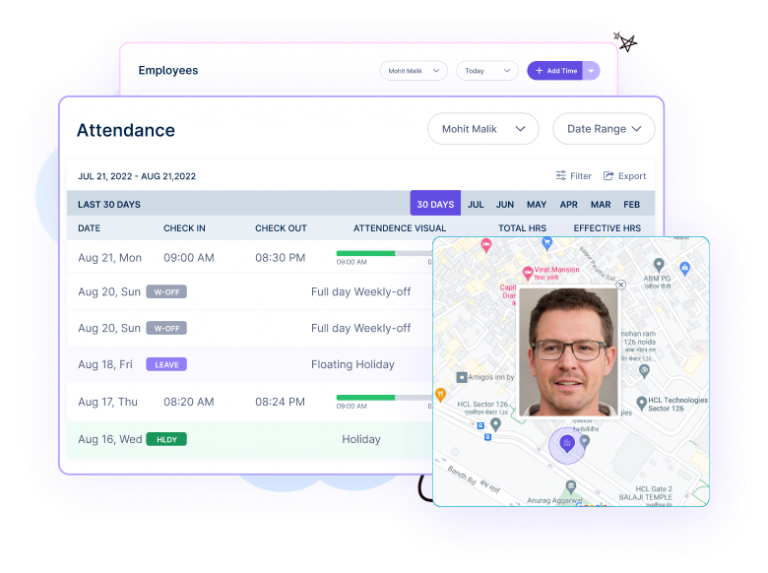 Employees
Mohit Malik
Today
+ Add Time
Attendance
Mohit Malik
Date Range
JUL 21, 2022 - AUG 21,2022
Filter
Export
LAST 30 DAYS
30 DAYS JUL JUN MAY APR MAR FEB
DATE CHECK IN CHECK OUT ATTENDENCE VISUAL TOTAL HRS EFFECTIVE HRS
Aug 21, Mon 09:00 AM 08:30 PM
09:00 AM
Aug 20, Sun W-OFF Full day Weekly-off
Aug 20, Sun W-OFF Full day Weekly-off
Aug 18, Fri LEAVE Floating Holiday
Aug 17, Thu 08:20 AM 08:24 PM
09:00 AM
Aug 16, Wed HLDY Holiday
Virat Mansion
ABM PG
Capi
Diar
mohan ram
126 noida
Amigo's inn by
HCL Technologies
Sector 126
HCL Sector 126
Bandh Rd
HCL Gate 2
BALAJI TEMPLE
Anurag Aggarwal
Google